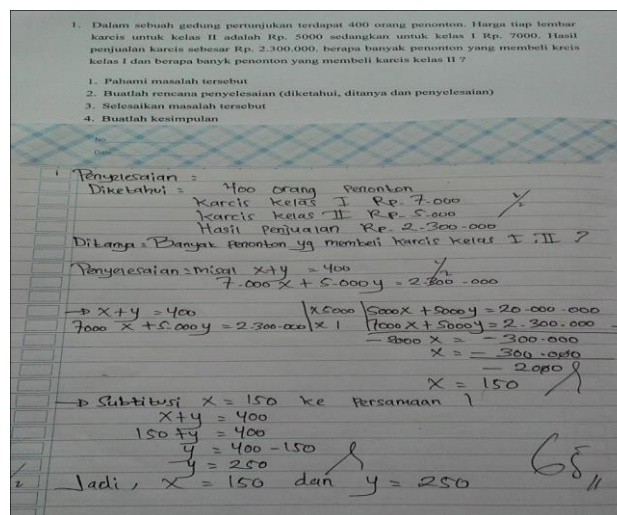 1. Dalam sebuah gedung pertunjukan terdapat 400 orang penonton. Harga tiap lembar
karcis untuk kelas II adalah Rp. 5000 sedangkan untuk kelas I Rp. 7000. Hasil
penjualan karcis sebesar Rp. 2.300.000, berapa banyak penonton yang membeli kreis
kelas I dan berapa banyk penonton yang membeli karcis kelas II ?
1. Pahami masalah tersebut
2. Buatlah rencana penyelesaian (diketahui, ditanya dan penyelesaian)
3. Selesaikan masalah tersebut
4. Buatlah kesimpulan
No
Date
1 Penyelesaian :
Diketahui : 400 orang penonton
Karcis kelas I Rp. 7.000
Karcis kelas II Rp. 5.000
Hasil penjualan Rp. 2.300.000
Ditanya : Banyak penonton yg membeli karcis kelas I, II ?
Penyelesaian : misal x+y = 400
7.000 x + 5.000 y = 2.300.000
→ x+y = 400 | x5000 | 5000x + 5000y = 20.000.000
7000 x + 5.000y = 2.300.000 | x 1 | 7000x + 5000y = 2.300.000 -
- 2000 x = - 300.000
x = - 300.000
- 2000
x = 150
→ Subtitusi x = 150 ke Persamaan 1
x+y = 400
150 + y = 400
y = 400 - 150
y = 250
65
Jadi, x = 150 dan y = 250